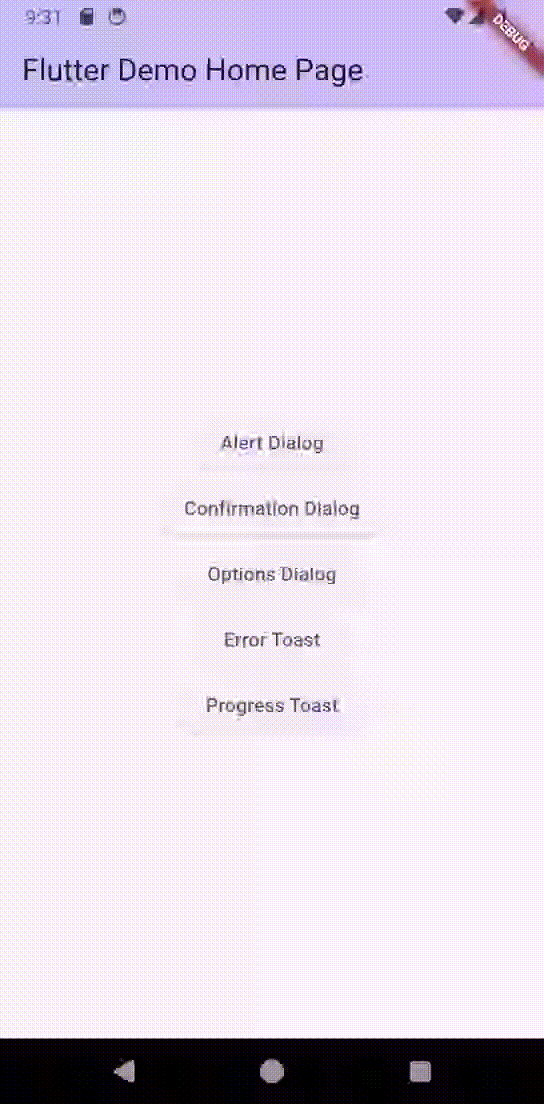 9:31
DEBUG
Flutter Demo Home Page
Alert Dialog
Confirmation Dialog
Options Dialog
Error Toast
Progress Toast